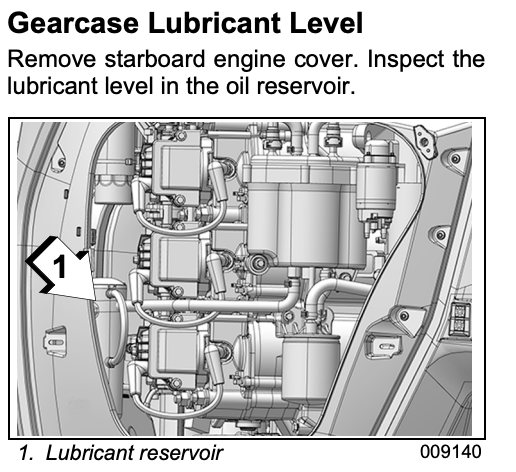 Gearcase Lubricant Level
Remove starboard engine cover. Inspect the
lubricant level in the oil reservoir.
1
1. Lubricant reservoir
009140